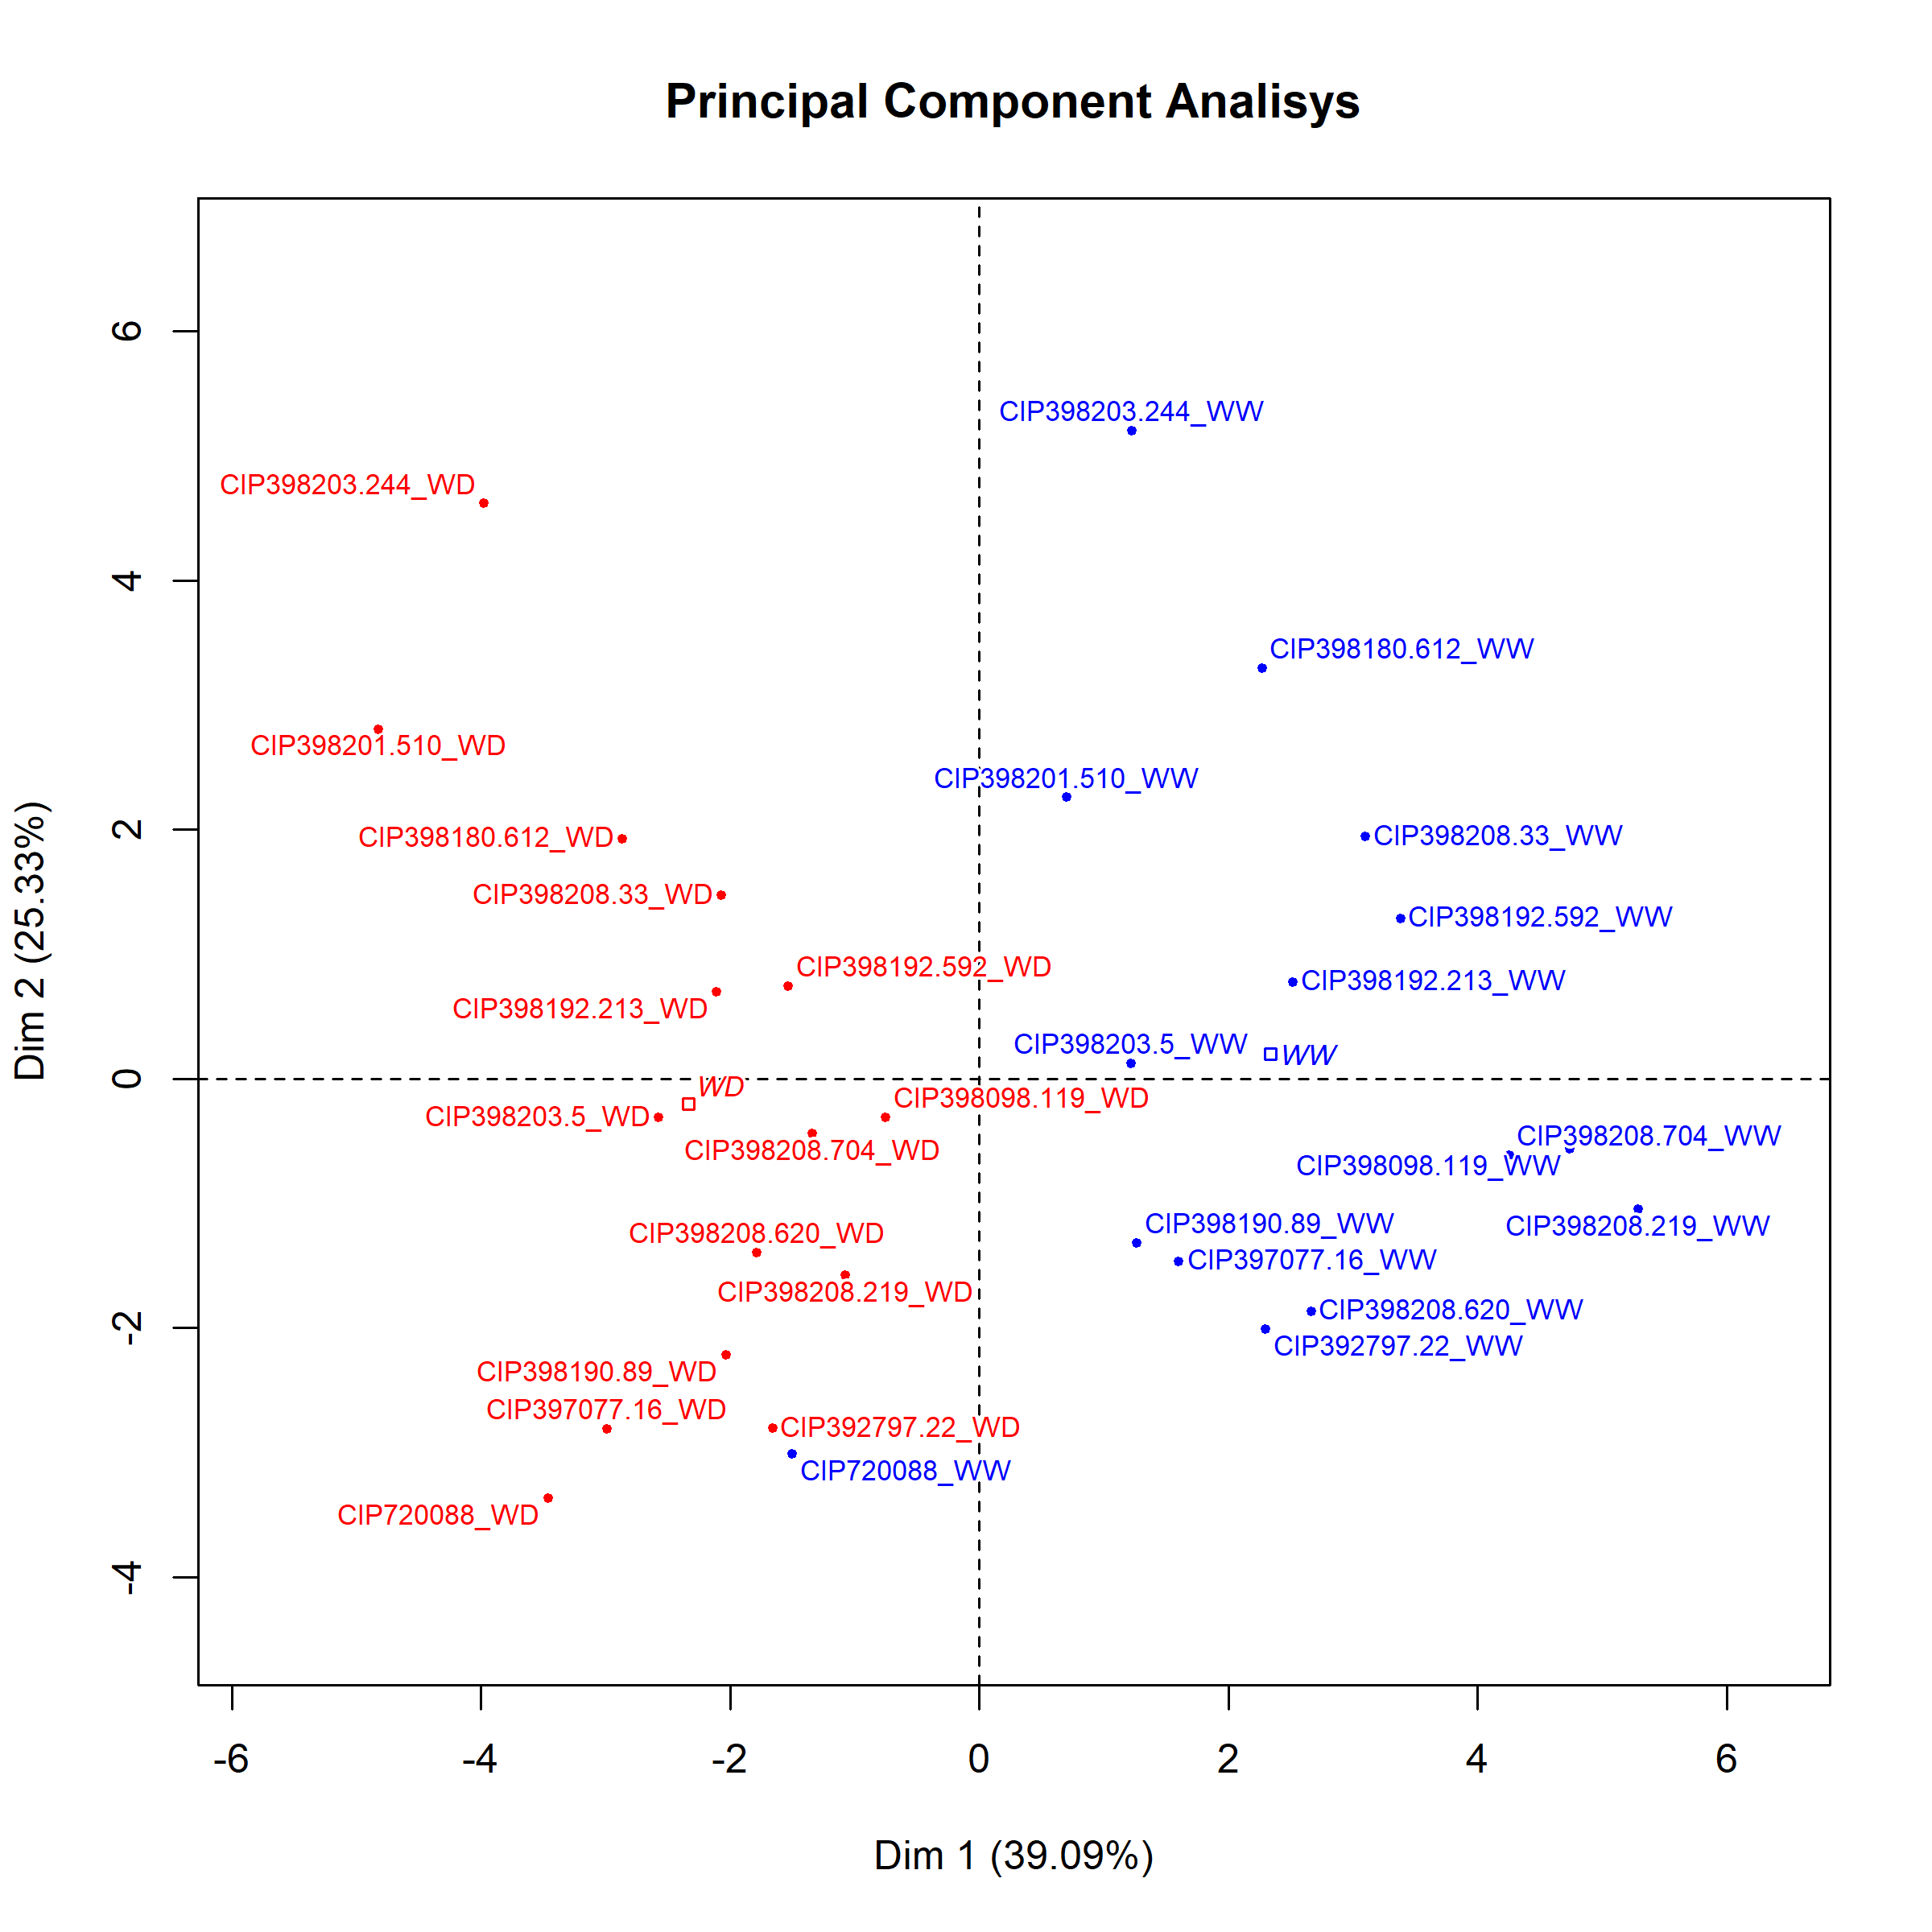 Principal Component Analisys
CIP398203.244_WW
CIP398203.244_WD
CIP398180.612_WW
CIP398201.510_WD
CIP398201.510_WW
CIP398180.612_WD
CIP398208.33_WW
CIP398208.33_WD
CIP398192.592_WW
CIP398192.592_WD
CIP398192.213_WW
CIP398192.213_WD
CIP398203.5_WW
WW
WD
CIP398098.119_WD
CIP398203.5_WD
CIP398208.704_WD
CIP398208.704_WW
CIP398098.119_WW
CIP398190.89_WW
CIP398208.219_WW
CIP398208.620_WD
CIP397077.16_WW
CIP398208.219_WD
CIP398208.620_WW
CIP392797.22_WW
CIP398190.89_WD
CIP397077.16_WD
CIP392797.22_WD
CIP720088_WW
CIP720088_WD
6
4
2
0
-2
-4
Dim 2 (25.33%)
-6 -4 -2 0 2 4 6
Dim 1 (39.09%)